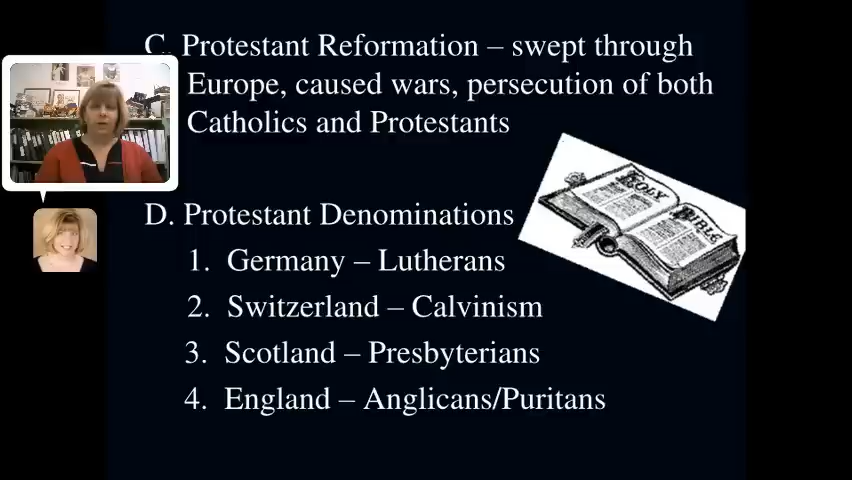 C. Protestant Reformation – swept through
Europe, caused wars, persecution of both
Catholics and Protestants
D. Protestant Denominations
1. Germany – Lutherans
2. Switzerland – Calvinism
3. Scotland – Presbyterians
4. England – Anglicans/Puritans
HOLY BIBLE